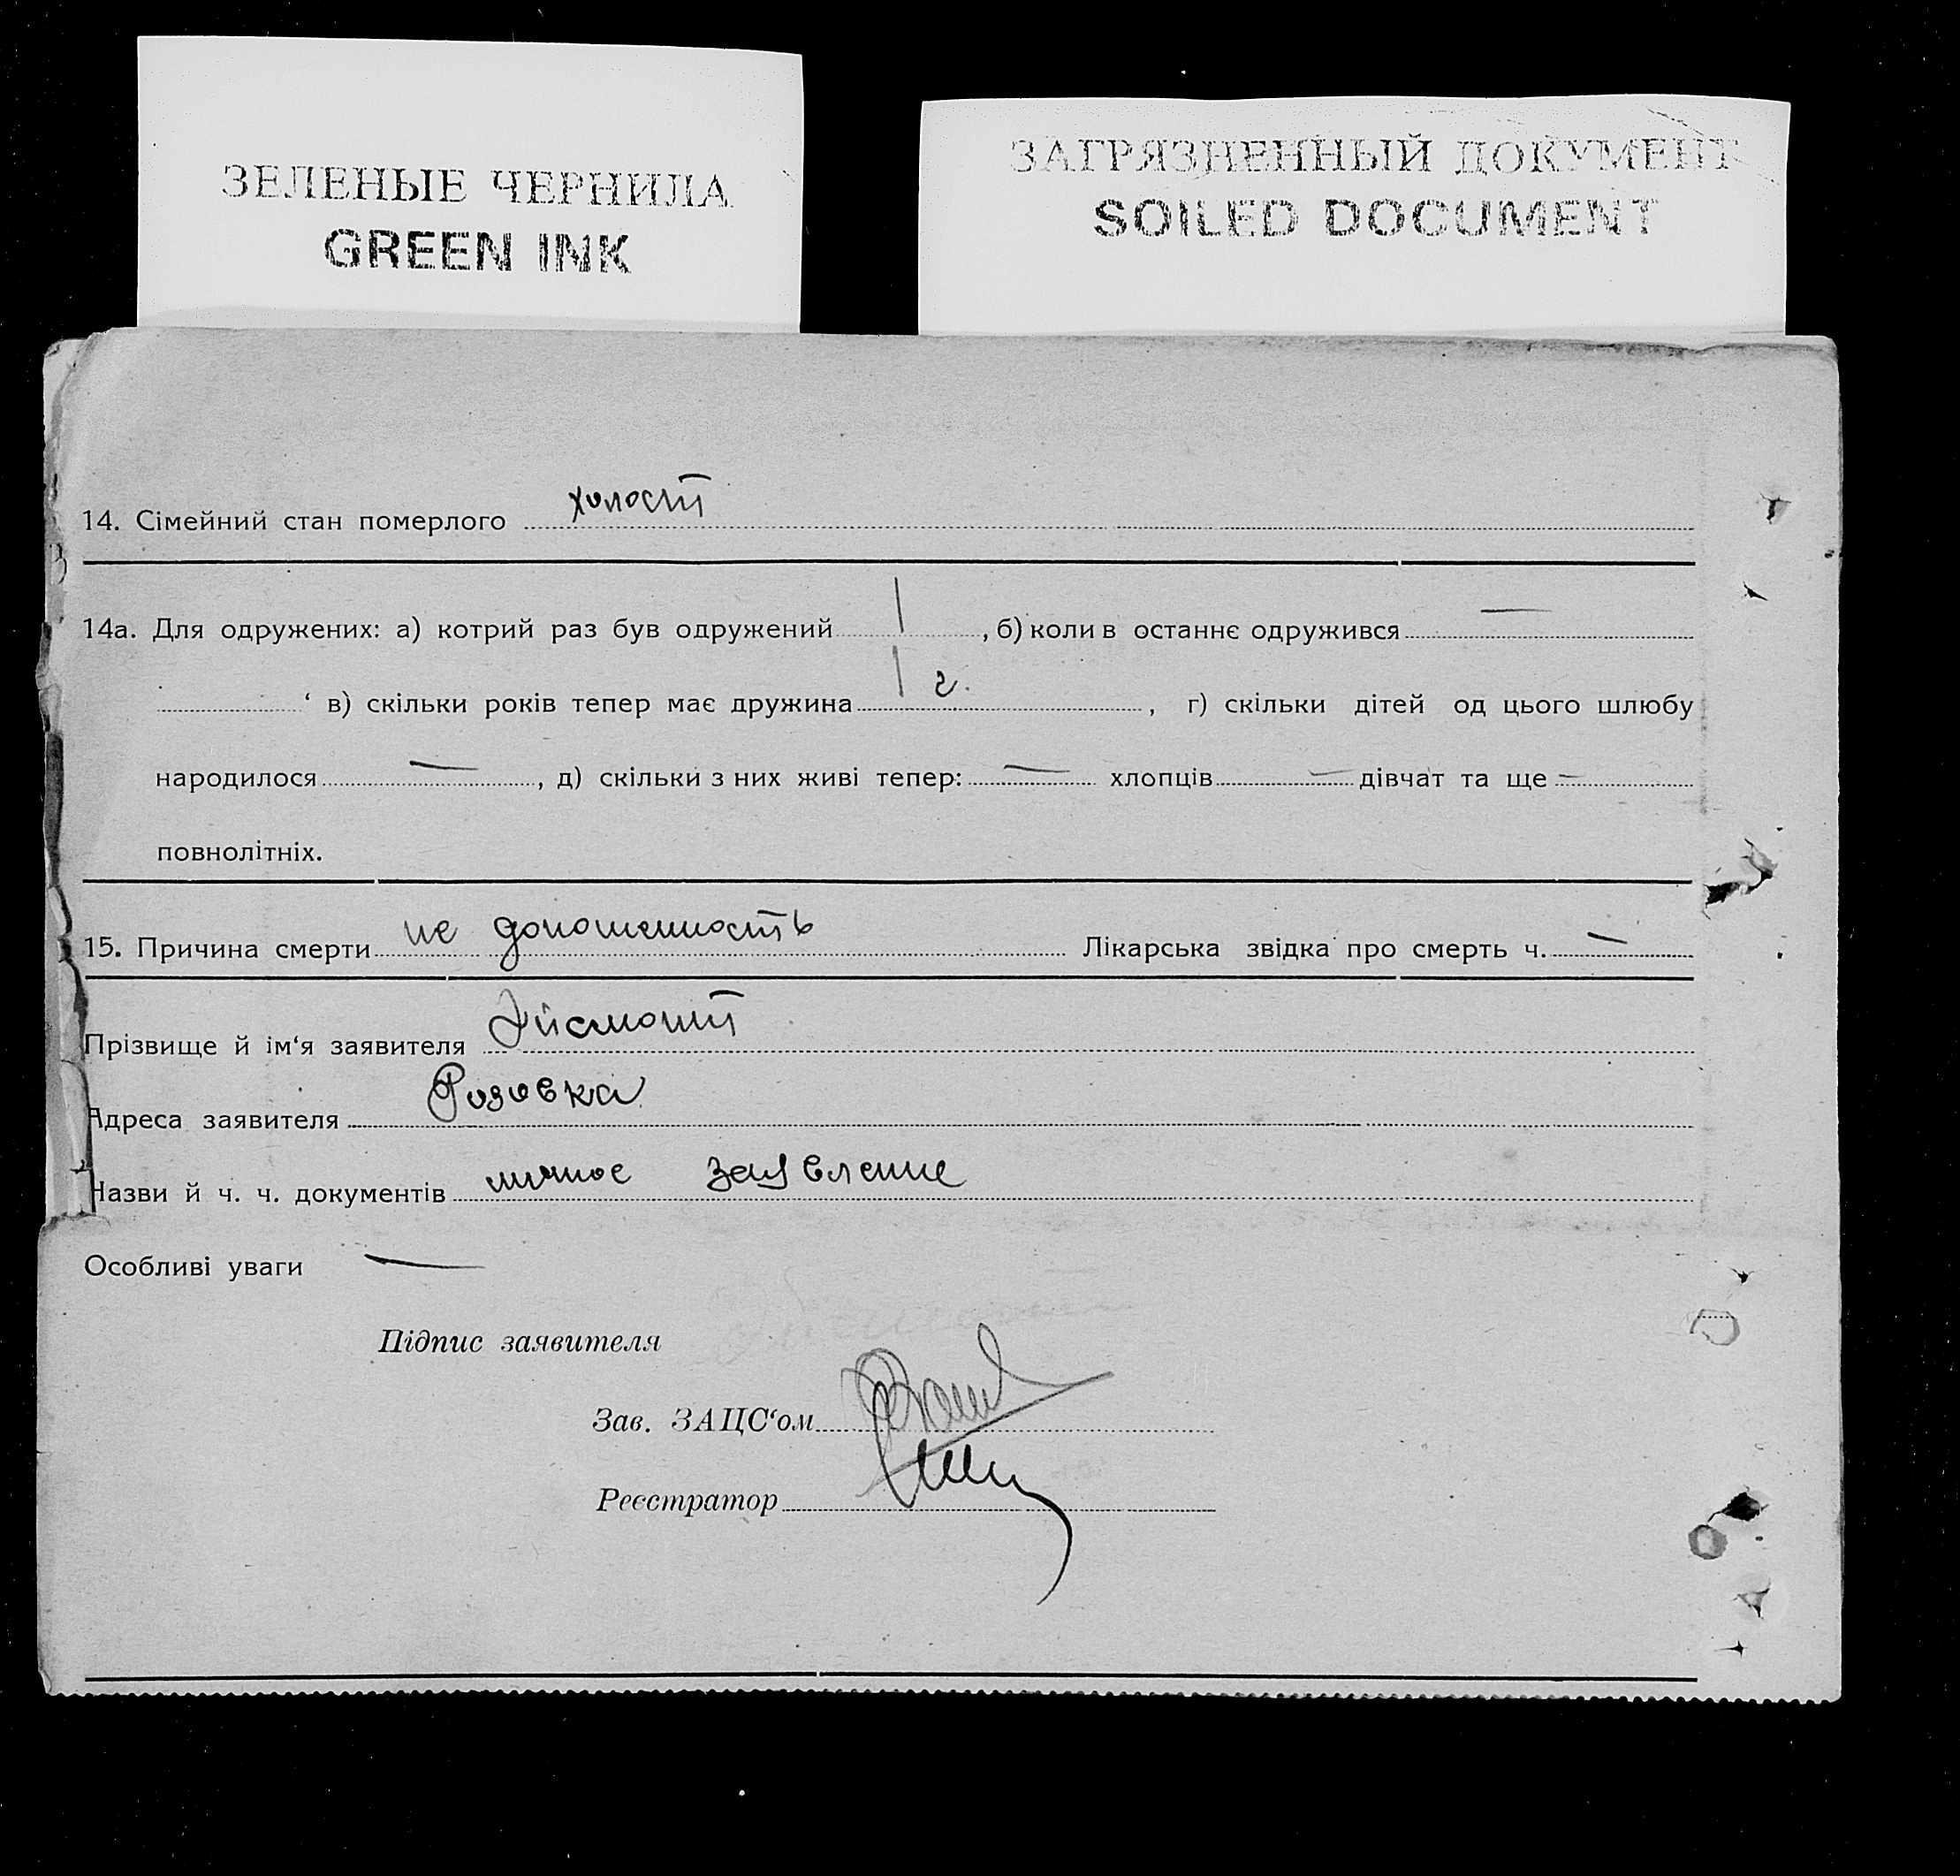 ЗЕЛЕНЫЕ ЧЕРНИЛА
GREEN INK
ЗАГРЯЗНЕННЫЙ ДОКУМЕНТ
SOILED DOCUMENT
14. Сімейний стан померлого холост
14а. Для одружених: а) котрий раз був одружений | , б) коли в останнє одружився —
‘ в) скільки років тепер має дружина | г. , г) скільки дітей од цього шлюбу
народилося — , д) скільки з них живі тепер: — хлопців — дівчат та ще —
повнолітніх.
15. Причина смерти не доношенность Лікарська звідка про смерть ч. —
Прізвище й ім‘я заявителя Дисмонт
Адреса заявителя Розовка
Назви й ч. ч. документів личное заявление
Особливі уваги —
Підпис заявителя
Зав. ЗАЦС‘ом
Реєстратор